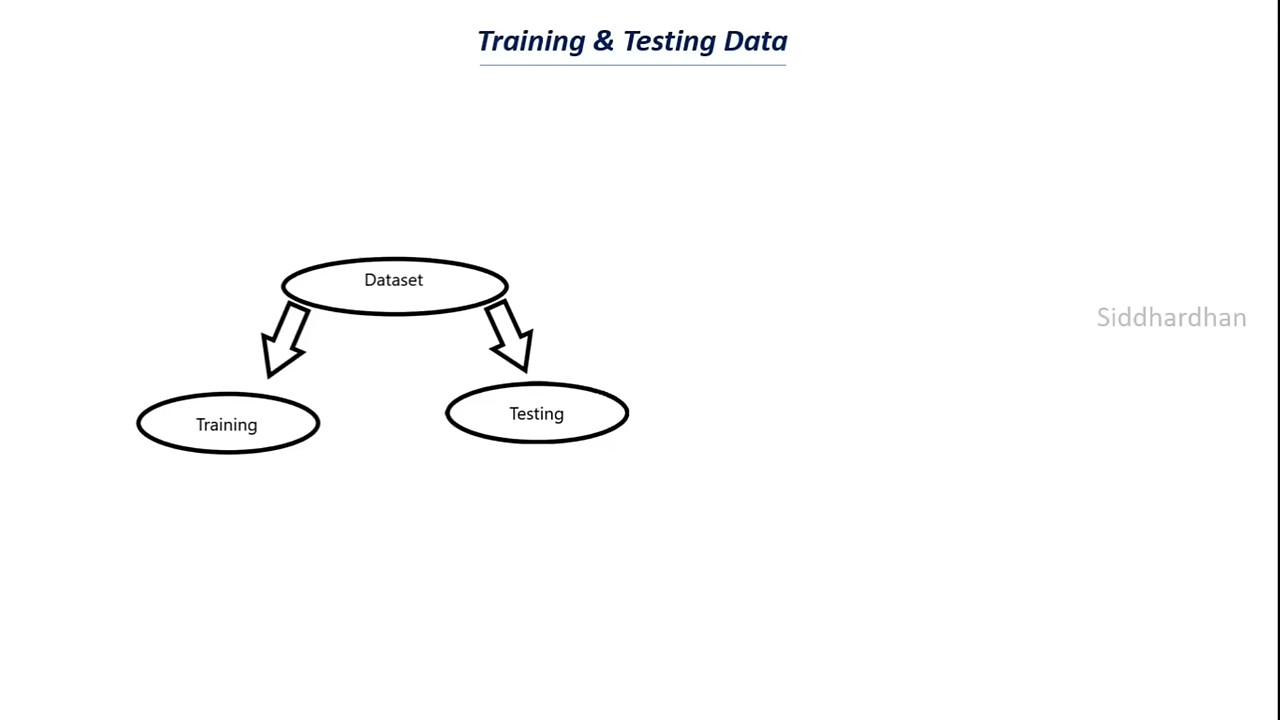 Training & Testing Data
Dataset
Siddhardhan
Training
Testing